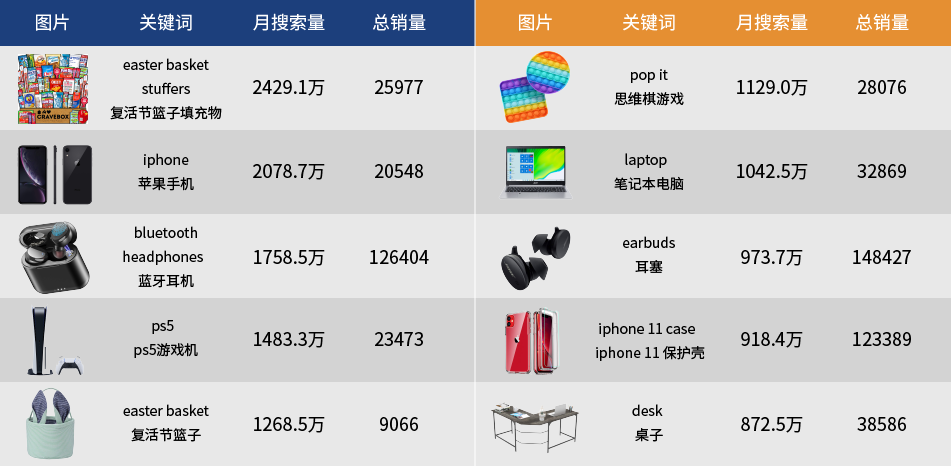 图片 关键词 月搜索量 总销量
easter basket
stuffers
复活节篮子填充物
2429.1万 25977
CRAVEBOX
iphone
苹果手机
2078.7万 20548
bluetooth
headphones
蓝牙耳机
1758.5万 126404
ps5
ps5游戏机
1483.3万 23473
easter basket
复活节篮子
1268.5万 9066
图片 关键词 月搜索量 总销量
pop it
思维棋游戏
1129.0万 28076
laptop
笔记本电脑
1042.5万 32869
earbuds
耳塞
973.7万 148427
iphone 11 case
iphone 11 保护壳
918.4万 123389
desk
桌子
872.5万 38586